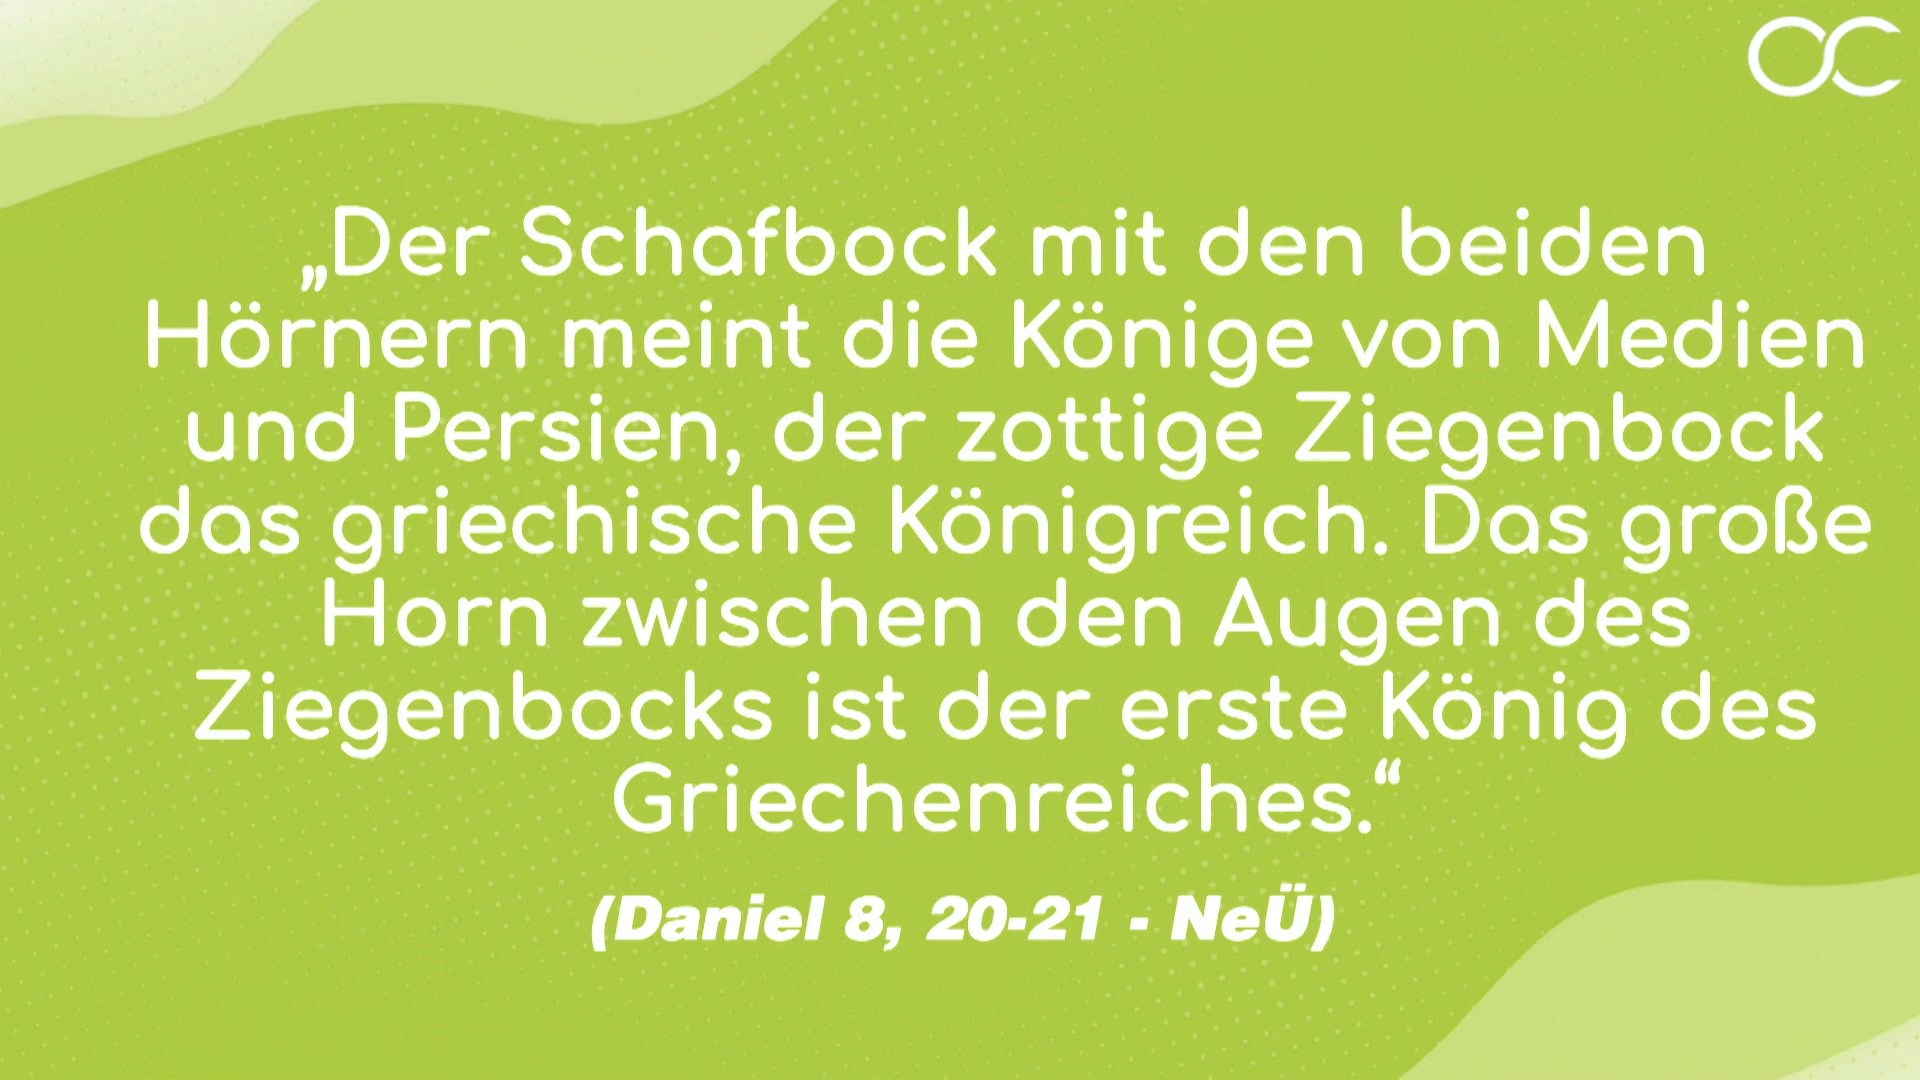 OC
„Der Schafbock mit den beiden
Hörnern meint die Könige von Medien
und Persien, der zottige Ziegenbock
das griechische Königreich. Das große
Horn zwischen den Augen des
Ziegenbocks ist der erste König des
Griechenreiches.“
(Daniel 8, 20-21 - NeÜ)